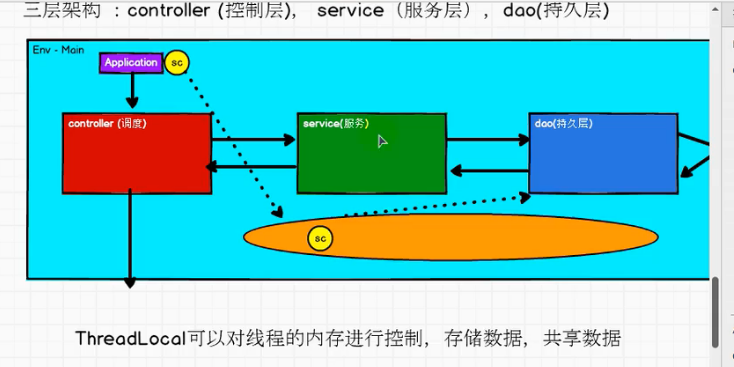 三层架构 ：controller (控制层)， service（服务层）, dao(持久层)
Env - Main
Application
sc
controller (调度)
service(服务)
dao(持久层)
sc
ThreadLocal可以对线程的内存进行控制，存储数据，共享数据